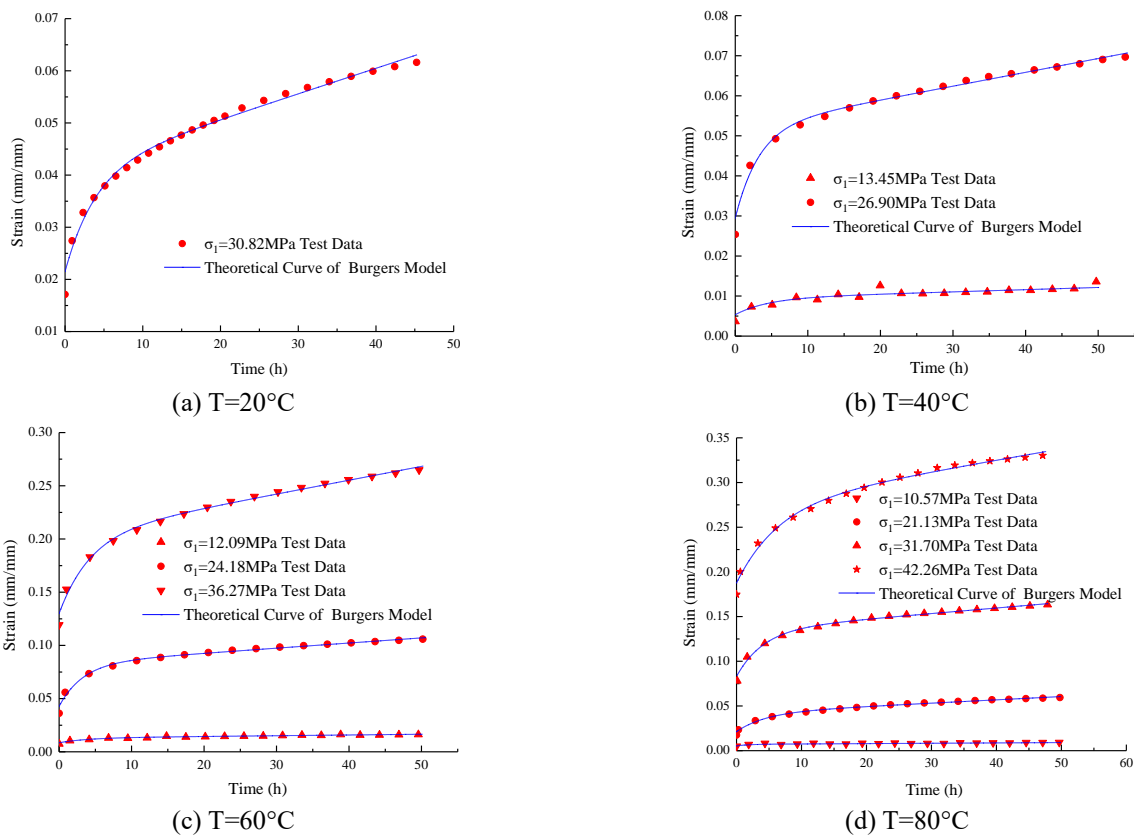 0.07
0.06
0.05
0.04
0.03
0.02
0.01
Strain (mm/mm)
σ₁=30.82MPa Test Data
Theoretical Curve of Burgers Model
0 10 20 30 40 50
Time (h)
(a) T=20°C
0.08
0.07
0.06
0.05
0.04
0.03
0.02
0.01
0.00
Strain (mm/mm)
σ₁=13.45MPa Test Data
σ₁=26.90MPa Test Data
Theoretical Curve of Burgers Model
0 10 20 30 40 50
Time (h)
(b) T=40°C
0.30
0.25
0.20
0.15
0.10
0.05
0.00
Strain (mm/mm)
σ₁=12.09MPa Test Data
σ₁=24.18MPa Test Data
σ₁=36.27MPa Test Data
Theoretical Curve of Burgers Model
0 10 20 30 40 50
Time (h)
(c) T=60°C
0.35
0.30
0.25
0.20
0.15
0.10
0.05
0.00
Strain (mm/mm)
σ₁=10.57MPa Test Data
σ₁=21.13MPa Test Data
σ₁=31.70MPa Test Data
σ₁=42.26MPa Test Data
Theoretical Curve of Burgers Model
0 10 20 30 40 50 60
Time (h)
(d) T=80°C